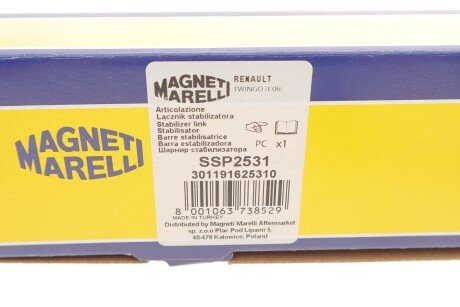 MAGNETI
MARELLI
RENAULT
TWINGO (C06)
Articolazione
Łącznik stabilizatora
Stabilizer link
Stabilisator
Barre stabilisatrice
Barra estabilizadora
Шарнир стабилизатора
PC x1
SSP2531
301191625310
8 001063 738529
MADE IN TURKEY
Distributed by Magneti Marelli Aftermarket
sp. z.o.o Plac Pod Lipami 5,
40-476 Katowice, Poland
MAGNETI
MARELLI